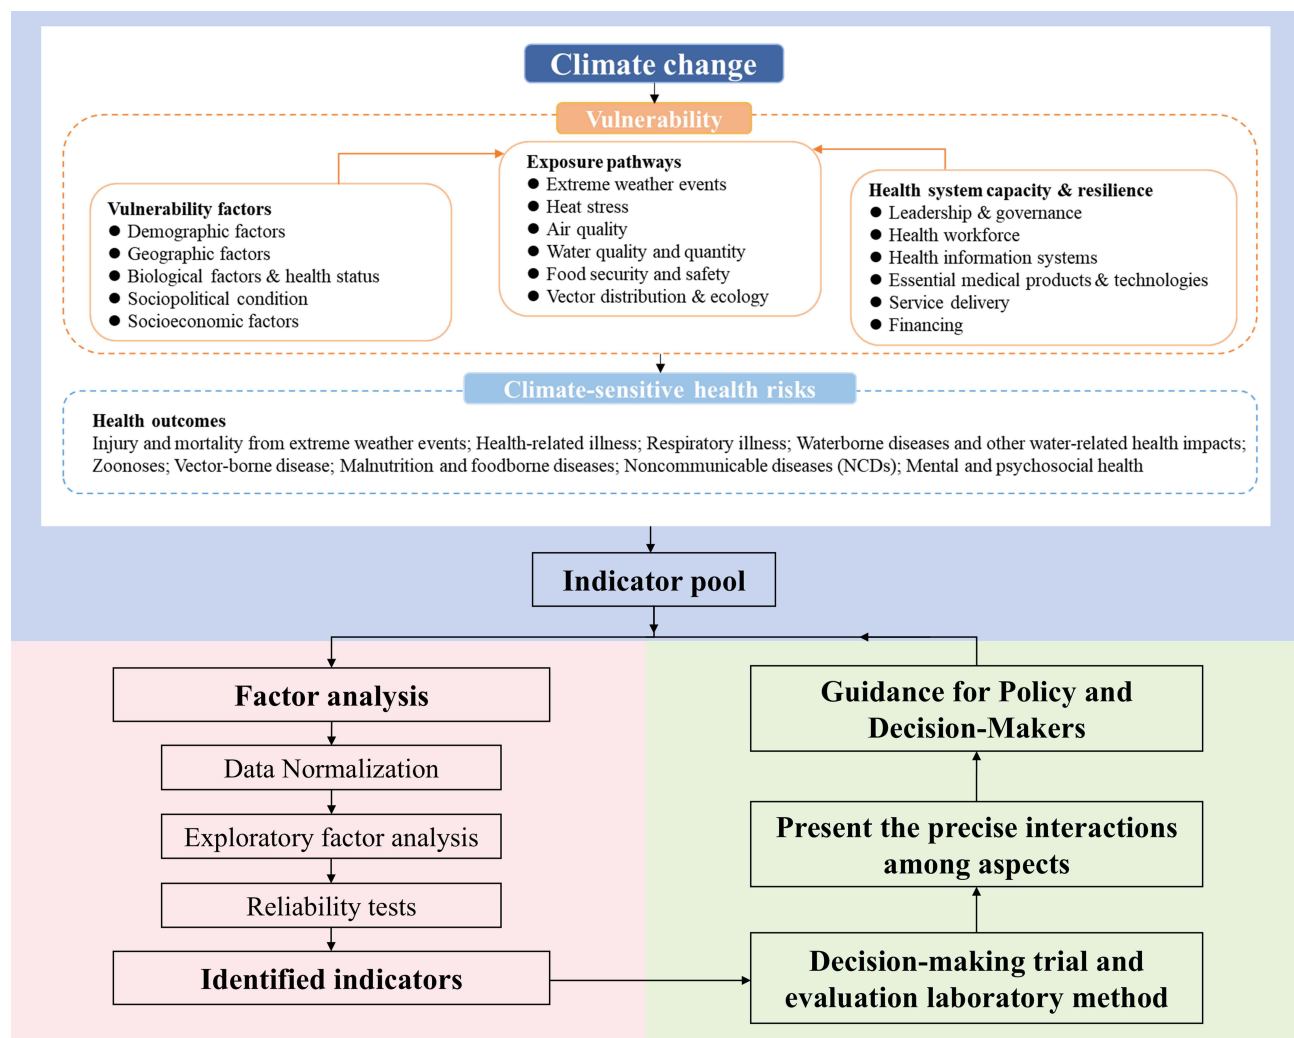 Climate change
Vulnerability
Vulnerability factors
● Demographic factors
● Geographic factors
● Biological factors & health status
● Sociopolitical condition
● Socioeconomic factors
Exposure pathways
● Extreme weather events
● Heat stress
● Air quality
● Water quality and quantity
● Food security and safety
● Vector distribution & ecology
Health system capacity & resilience
● Leadership & governance
● Health workforce
● Health information systems
● Essential medical products & technologies
● Service delivery
● Financing
Climate-sensitive health risks
Health outcomes
Injury and mortality from extreme weather events; Health-related illness; Respiratory illness; Waterborne diseases and other water-related health impacts;
Zoonoses; Vector-borne disease; Malnutrition and foodborne diseases; Noncommunicable diseases (NCDs); Mental and psychosocial health
Indicator pool
Factor analysis
Data Normalization
Exploratory factor analysis
Reliability tests
Identified indicators
Guidance for Policy and
Decision-Makers
Present the precise interactions
among aspects
Decision-making trial and
evaluation laboratory method